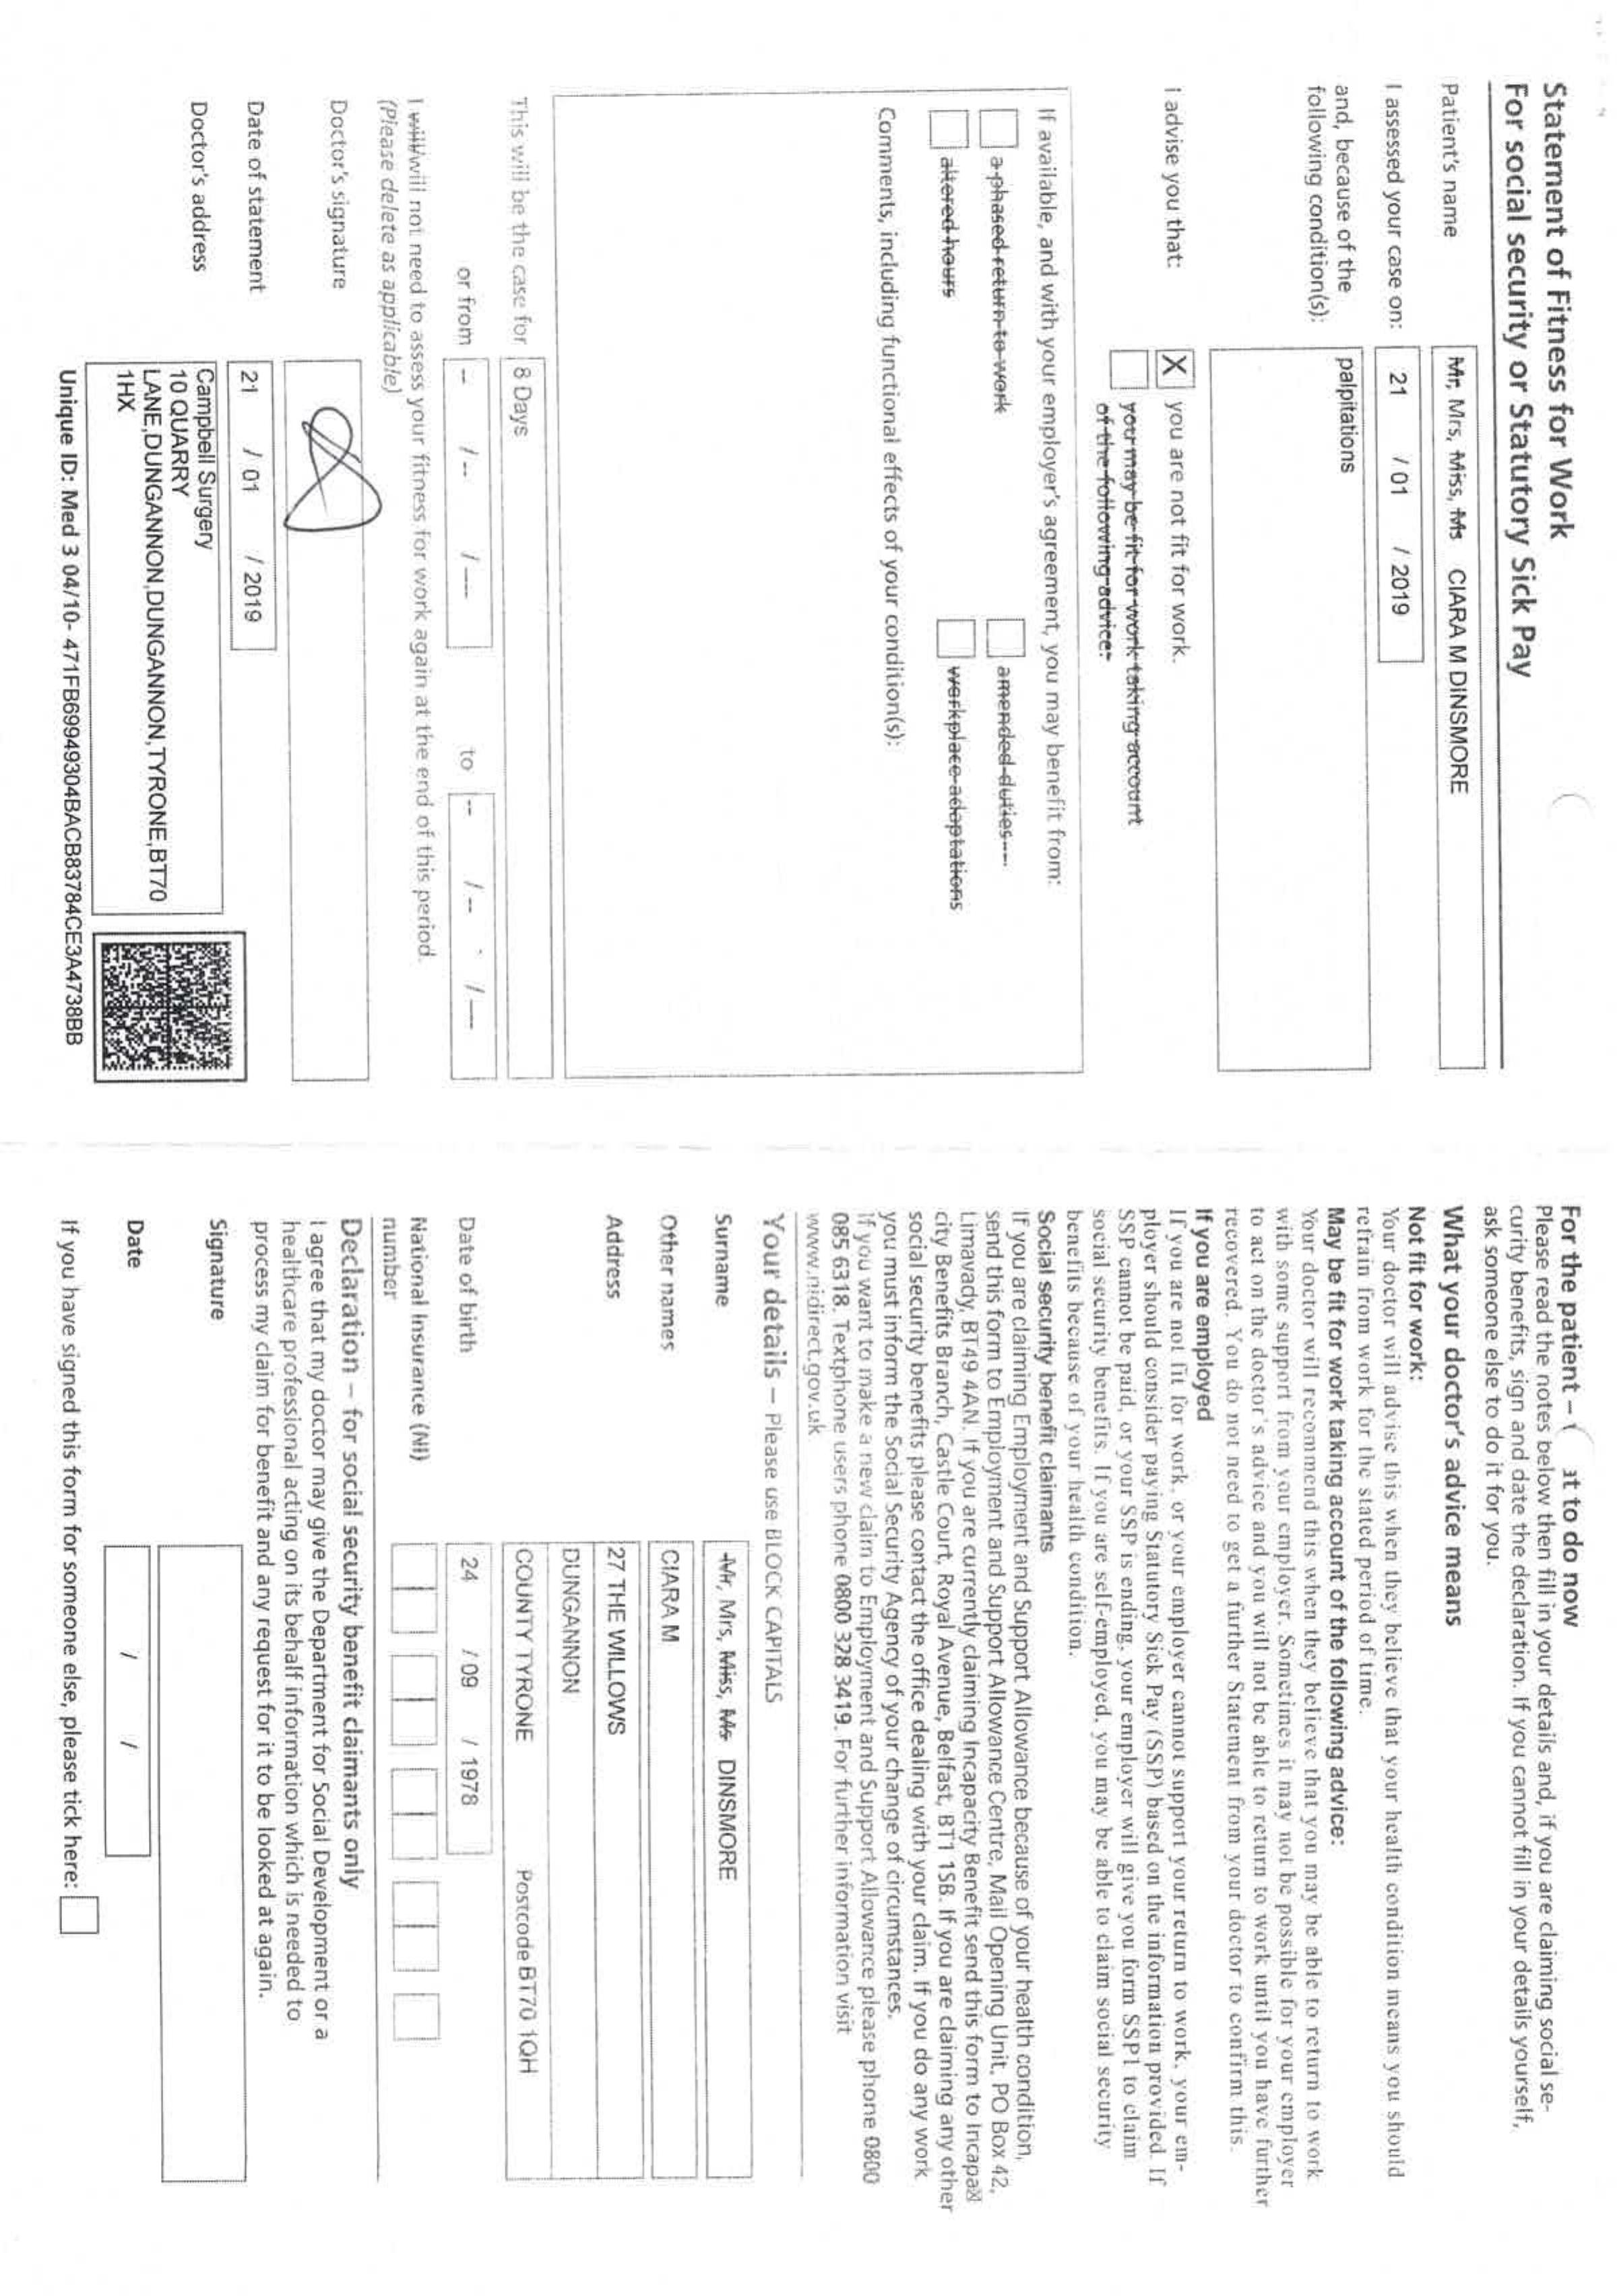 Statement of Fitness for Work
For social security or Statutory Sick Pay
Patient's name
Mr, Mrs, Miss, Ms CIARA M DINSMORE
I assessed your case on:
21 / 01 / 2019
and, because of the
following condition(s):
palpitations
I advise you that:
X you are not fit for work.
you may be fit for work taking account
of the following advice:
If available, and with your employer's agreement, you may benefit from:
a phased return to work
amended duties
altered hours
workplace adaptations
Comments, including functional effects of your condition(s):
This will be the case for
8 Days
or from -- / -- / ---- to -- / -- / ----
I will/will not need to assess your fitness for work again at the end of this period.
(Please delete as applicable)
Doctor's signature
Date of statement
21 / 01 / 2019
Doctor's address
Campbell Surgery
10 QUARRY
LANE,DUNGANNON,DUNGANNON,TYRONE,BT70
1HX
Unique ID: Med 3 04/10- 471FB69949304BACB83784CE3A4738BB
For the patient – to do now
Please read the notes below then fill in your details and, if you are claiming social se-
curity benefits, sign and date the declaration. If you cannot fill in your details yourself,
ask someone else to do it for you.
What your doctor's advice means
Not fit for work:
Your doctor will advise this when they believe that your health condition means you should
refrain from work for the stated period of time.
May be fit for work taking account of the following advice:
Your doctor will recommend this when they believe that you may be able to return to work
with some support from your employer. Sometimes it may not be possible for your employer
to act on the doctor's advice and you will not be able to return to work until you have further
recovered. You do not need to get a further Statement from your doctor to confirm this.
If you are employed
If you are not fit for work, or your employer cannot support your return to work, your em-
ployer should consider paying Statutory Sick Pay (SSP) based on the information provided. If
SSP cannot be paid, or your SSP is ending, your employer will give you form SSP1 to claim
social security benefits. If you are self-employed, you may be able to claim social security
benefits because of your health condition.
Social security benefit claimants
If you are claiming Employment and Support Allowance because of your health condition,
send this form to Employment and Support Allowance Centre, Mail Opening Unit, PO Box 42,
Limavady, BT49 4AN. If you are currently claiming Incapacity Benefit send this form to Incapa
city Benefits Branch, Castle Court, Royal Avenue, Belfast, BT1 1SB. If you are claiming any other
social security benefits please contact the office dealing with your claim. If you do any work
you must inform the Social Security Agency of your change of circumstances.
If you want to make a new claim to Employment and Support Allowance please phone 0800
085 6318. Textphone users phone 0800 328 3419. For further information visit
www.nidirect.gov.uk
Your details – Please use BLOCK CAPITALS
Surname
Mr, Mrs, Miss, Ms DINSMORE
Other names
CIARA M
Address
27 THE WILLOWS
DUNGANNON
COUNTY TYRONE Postcode BT70 1QH
Date of birth
24 / 09 / 1978
National Insurance (NI)
number
Declaration – for social security benefit claimants only
I agree that my doctor may give the Department for Social Development or a
healthcare professional acting on its behalf information which is needed to
process my claim for benefit and any request for it to be looked at again.
Signature
Date
/ /
If you have signed this form for someone else, please tick here: